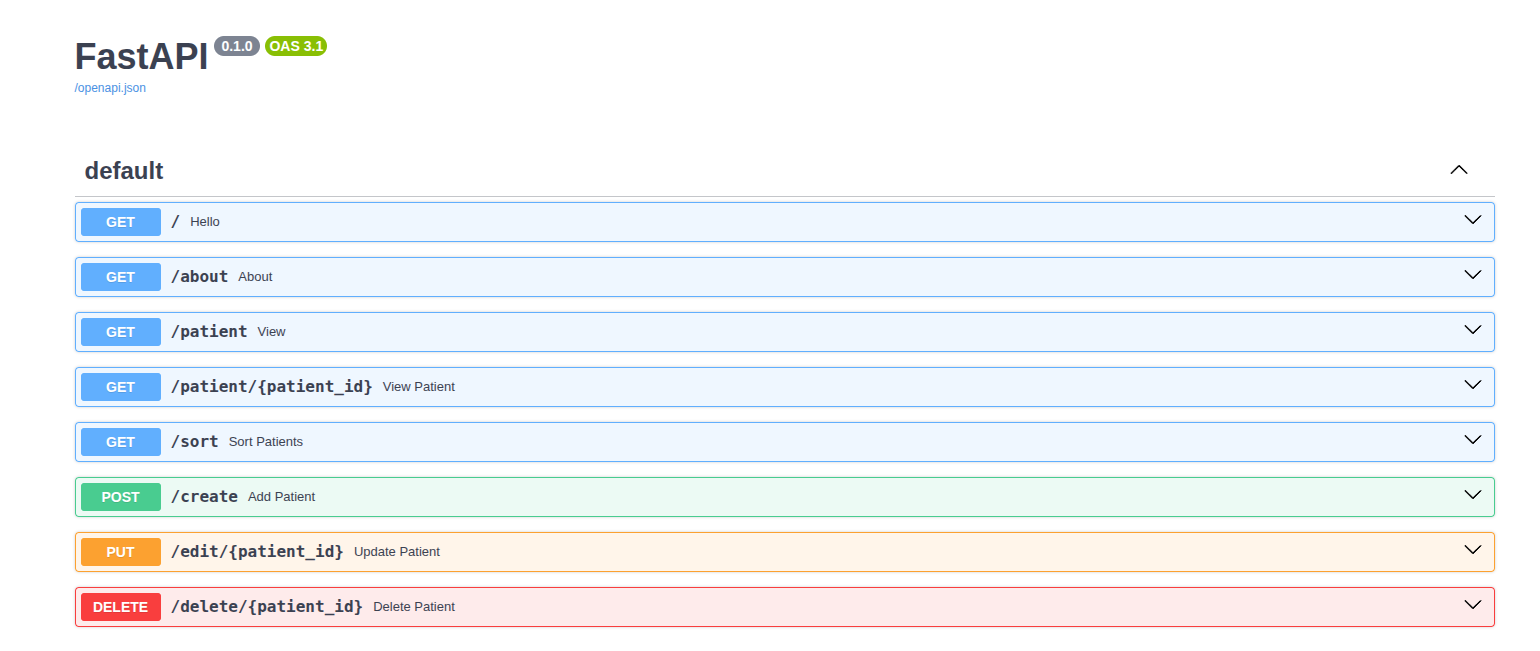 FastAPI 0.1.0 OAS 3.1
/openapi.json
default
GET / Hello
GET /about About
GET /patient View
GET /patient/{patient_id} View Patient
GET /sort Sort Patients
POST /create Add Patient
PUT /edit/{patient_id} Update Patient
DELETE /delete/{patient_id} Delete Patient